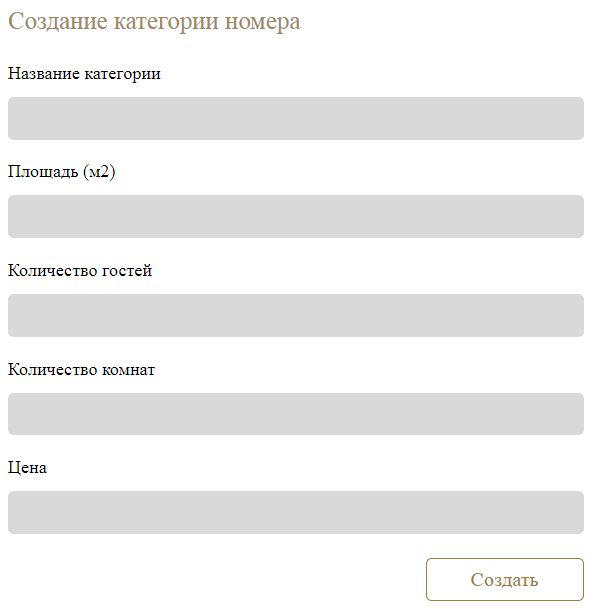 Создание категории номера
Название категории
Площадь (м2)
Количество гостей
Количество комнат
Цена
Создать